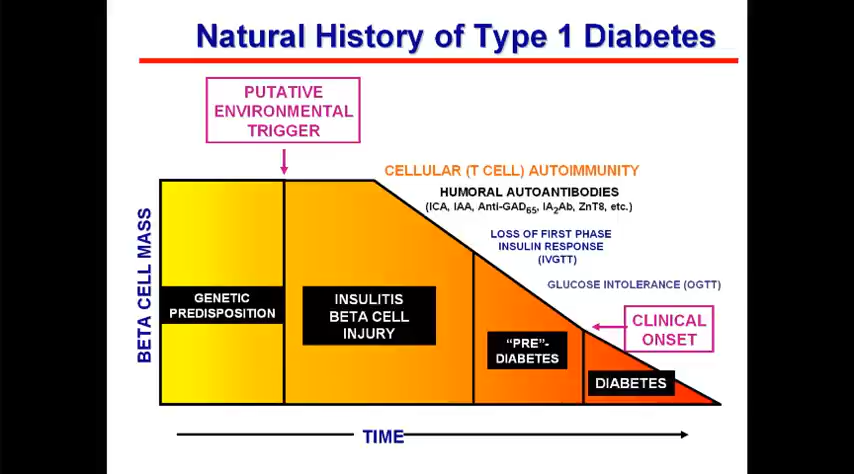 Natural History of Type 1 Diabetes
PUTATIVE
ENVIRONMENTAL
TRIGGER
CELLULAR (T CELL) AUTOIMMUNITY
HUMORAL AUTOANTIBODIES
(ICA, IAA, Anti-GAD65, IA2Ab, ZnT8, etc.)
LOSS OF FIRST PHASE
INSULIN RESPONSE
(IVGTT)
GLUCOSE INTOLERANCE (OGTT)
BETA CELL MASS
GENETIC
PREDISPOSITION
INSULITIS
BETA CELL
INJURY
"PRE"-
DIABETES
CLINICAL
ONSET
DIABETES
TIME